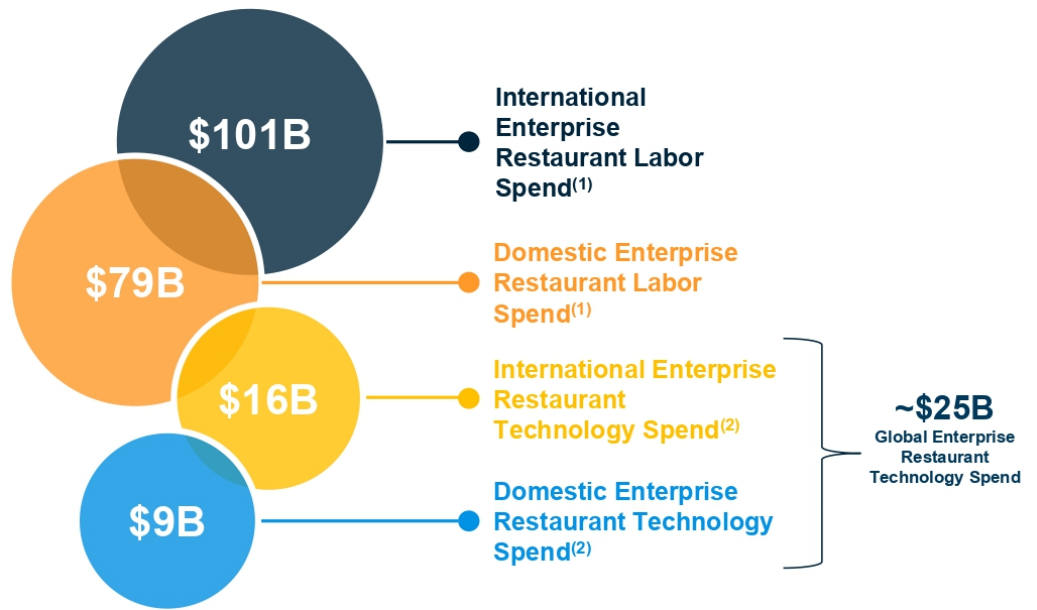 $101B
International
Enterprise
Restaurant Labor
Spend(1)
$79B
Domestic Enterprise
Restaurant Labor
Spend(1)
$16B
International Enterprise
Restaurant
Technology Spend(2)
$9B
Domestic Enterprise
Restaurant Technology
Spend(2)
~$25B
Global Enterprise
Restaurant
Technology Spend